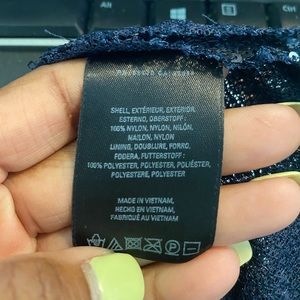 SHELL, EXTÉRIEUR, EXTERIOR,
ESTERNO, OBERSTOFF:
100% NYLON, NYLON, NILÓN,
NAILON, NYLON
LINING, DOUBLURE, FORRO,
FODERA, FUTTERSTOFF:
100% POLYESTER, POLYESTER, POLIÉSTER,
POLIESTERE, POLYESTER
MADE IN VIETNAM,
HECHO EN VIETNAM,
FABRIQUÉ AU VIETNAM